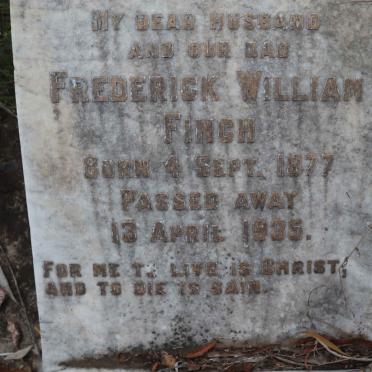 My dear husband
and our dad
Frederick William
Finch
Born 4 Sept. 1877
Passed away
13 April 1935.
For me t. live is Christ,
and to die is gain.